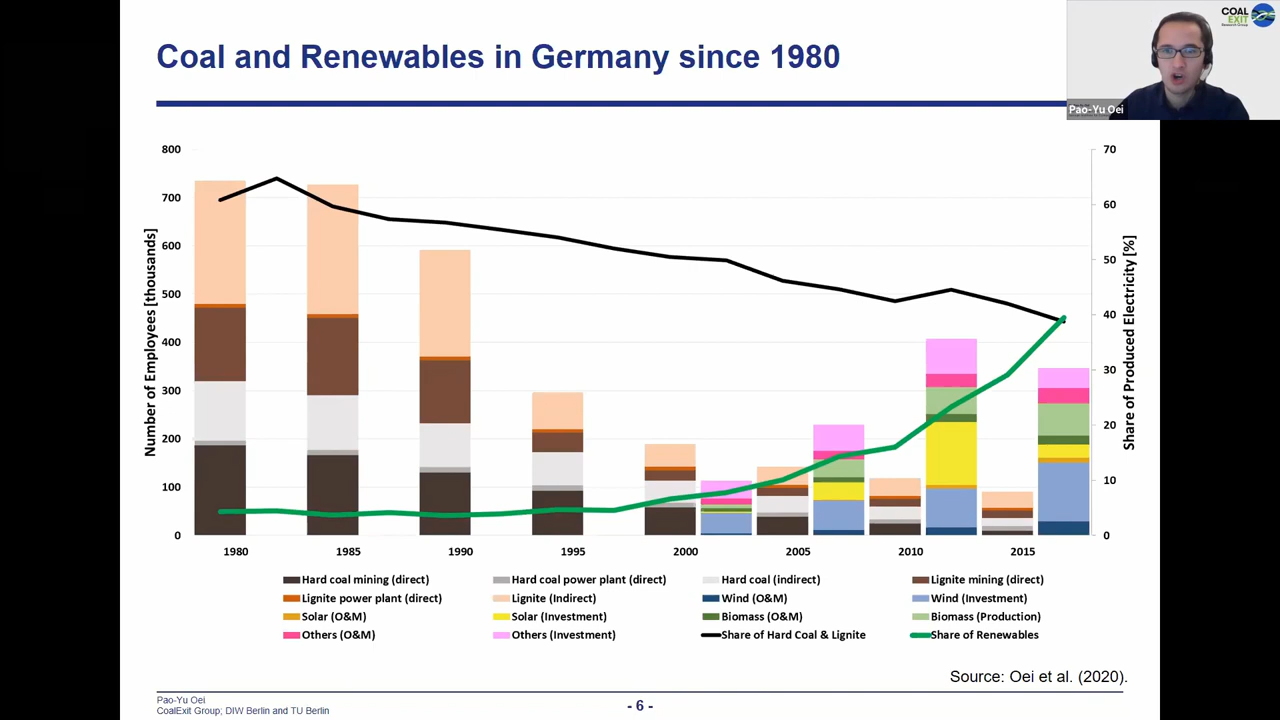 Coal and Renewables in Germany since 1980
COAL
EXIT
Research Group
Pao-Yu Oei
Number of Employees [thousands]
800
700
600
500
400
300
200
100
0
70
60
50
40
30
20
10
0
Share of Produced Electricity [%]
1980 1985 1990 1995 2000 2005 2010 2015
Hard coal mining (direct) Hard coal power plant (direct) Hard coal (indirect) Lignite mining (direct)
Lignite power plant (direct) Lignite (Indirect) Wind (O&M) Wind (Investment)
Solar (O&M) Solar (Investment) Biomass (O&M) Biomass (Production)
Others (O&M) Others (Investment) Share of Hard Coal & Lignite Share of Renewables
Source: Oei et al. (2020).
Pao-Yu Oei
CoalExit Group; DIW Berlin and TU Berlin
- 6 -